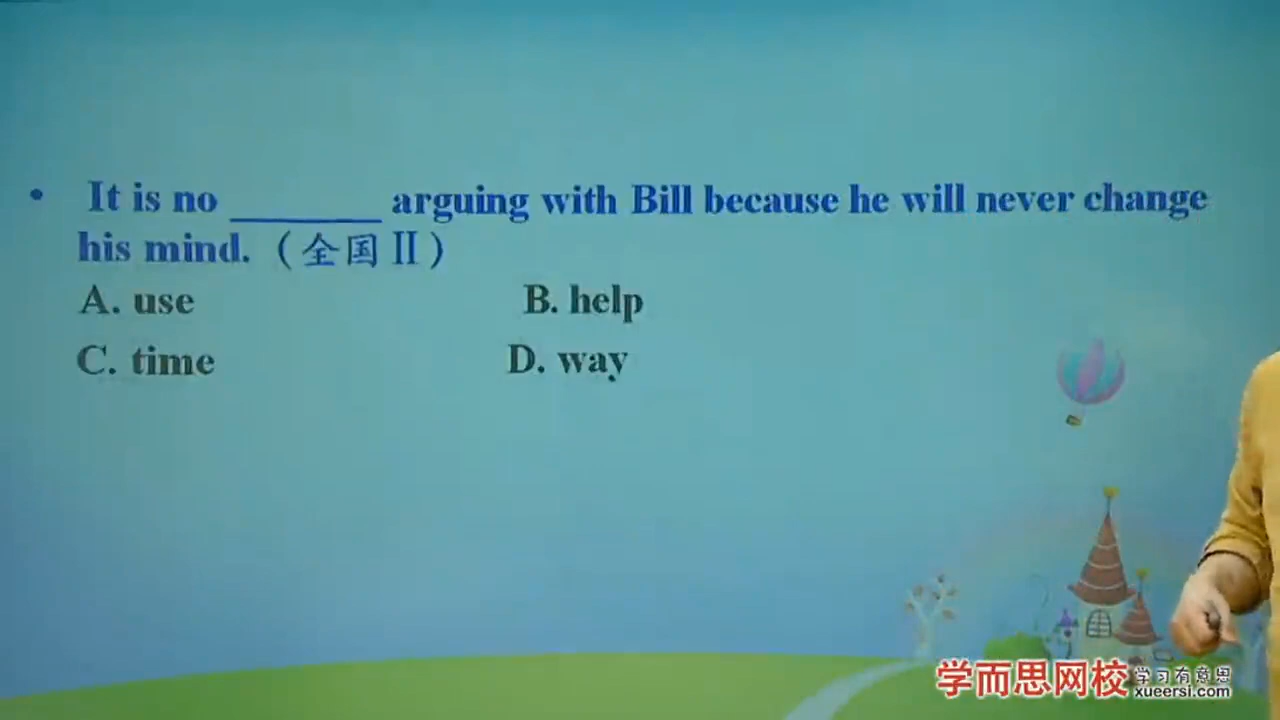 • It is no ________ arguing with Bill because he will never change
his mind.（全国Ⅱ）
A. use B. help
C. time D. way
学而思网校 学习有意思
xueersi.com